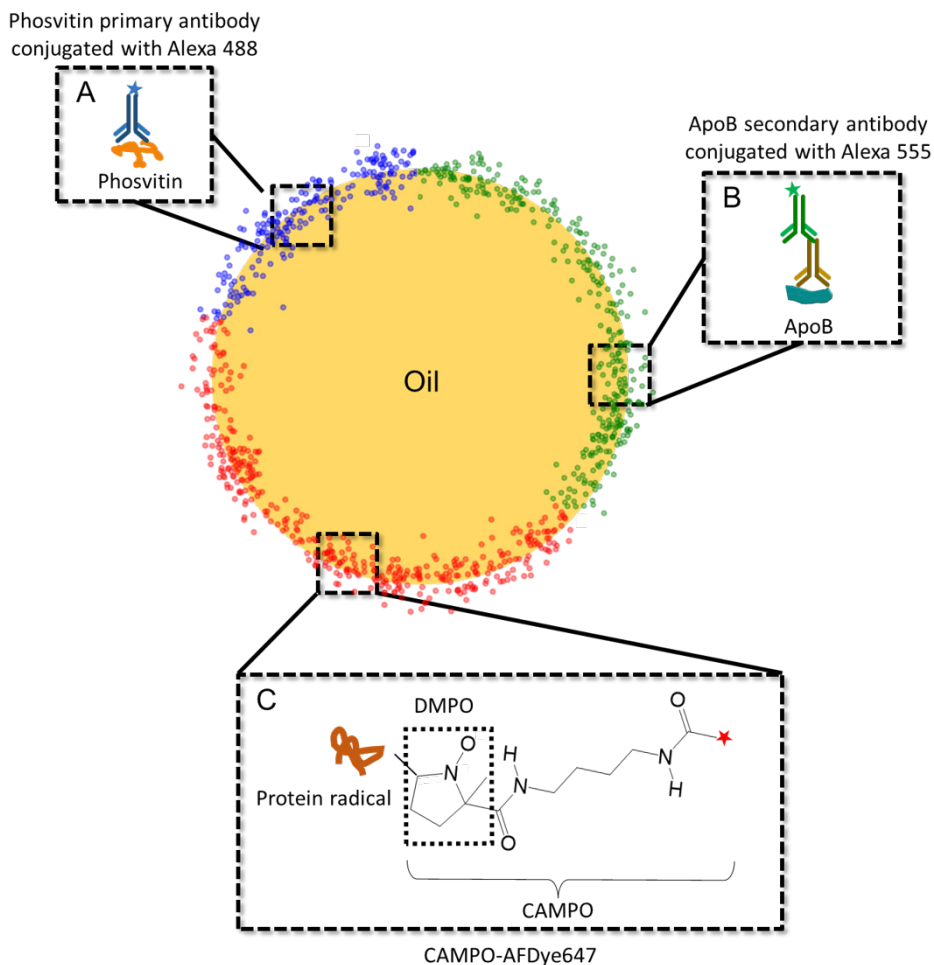 Phosvitin primary antibody
conjugated with Alexa 488
A
Phosvitin
ApoB secondary antibody
conjugated with Alexa 555
B
ApoB
Oil
C
DMPO
Protein radical
O
N
H
N
O
O
N
H
CAMPO
CAMPO-AFDye647